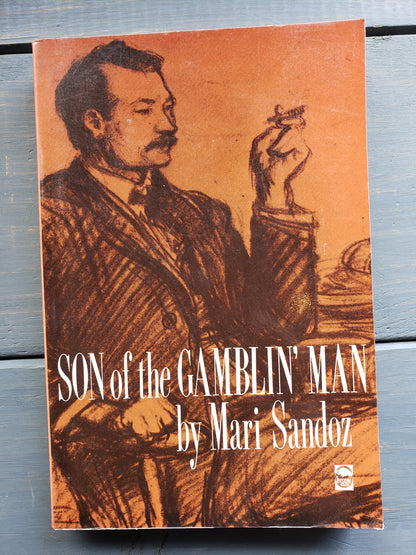 SON of the GAMBLIN' MAN
by Mari Sandoz